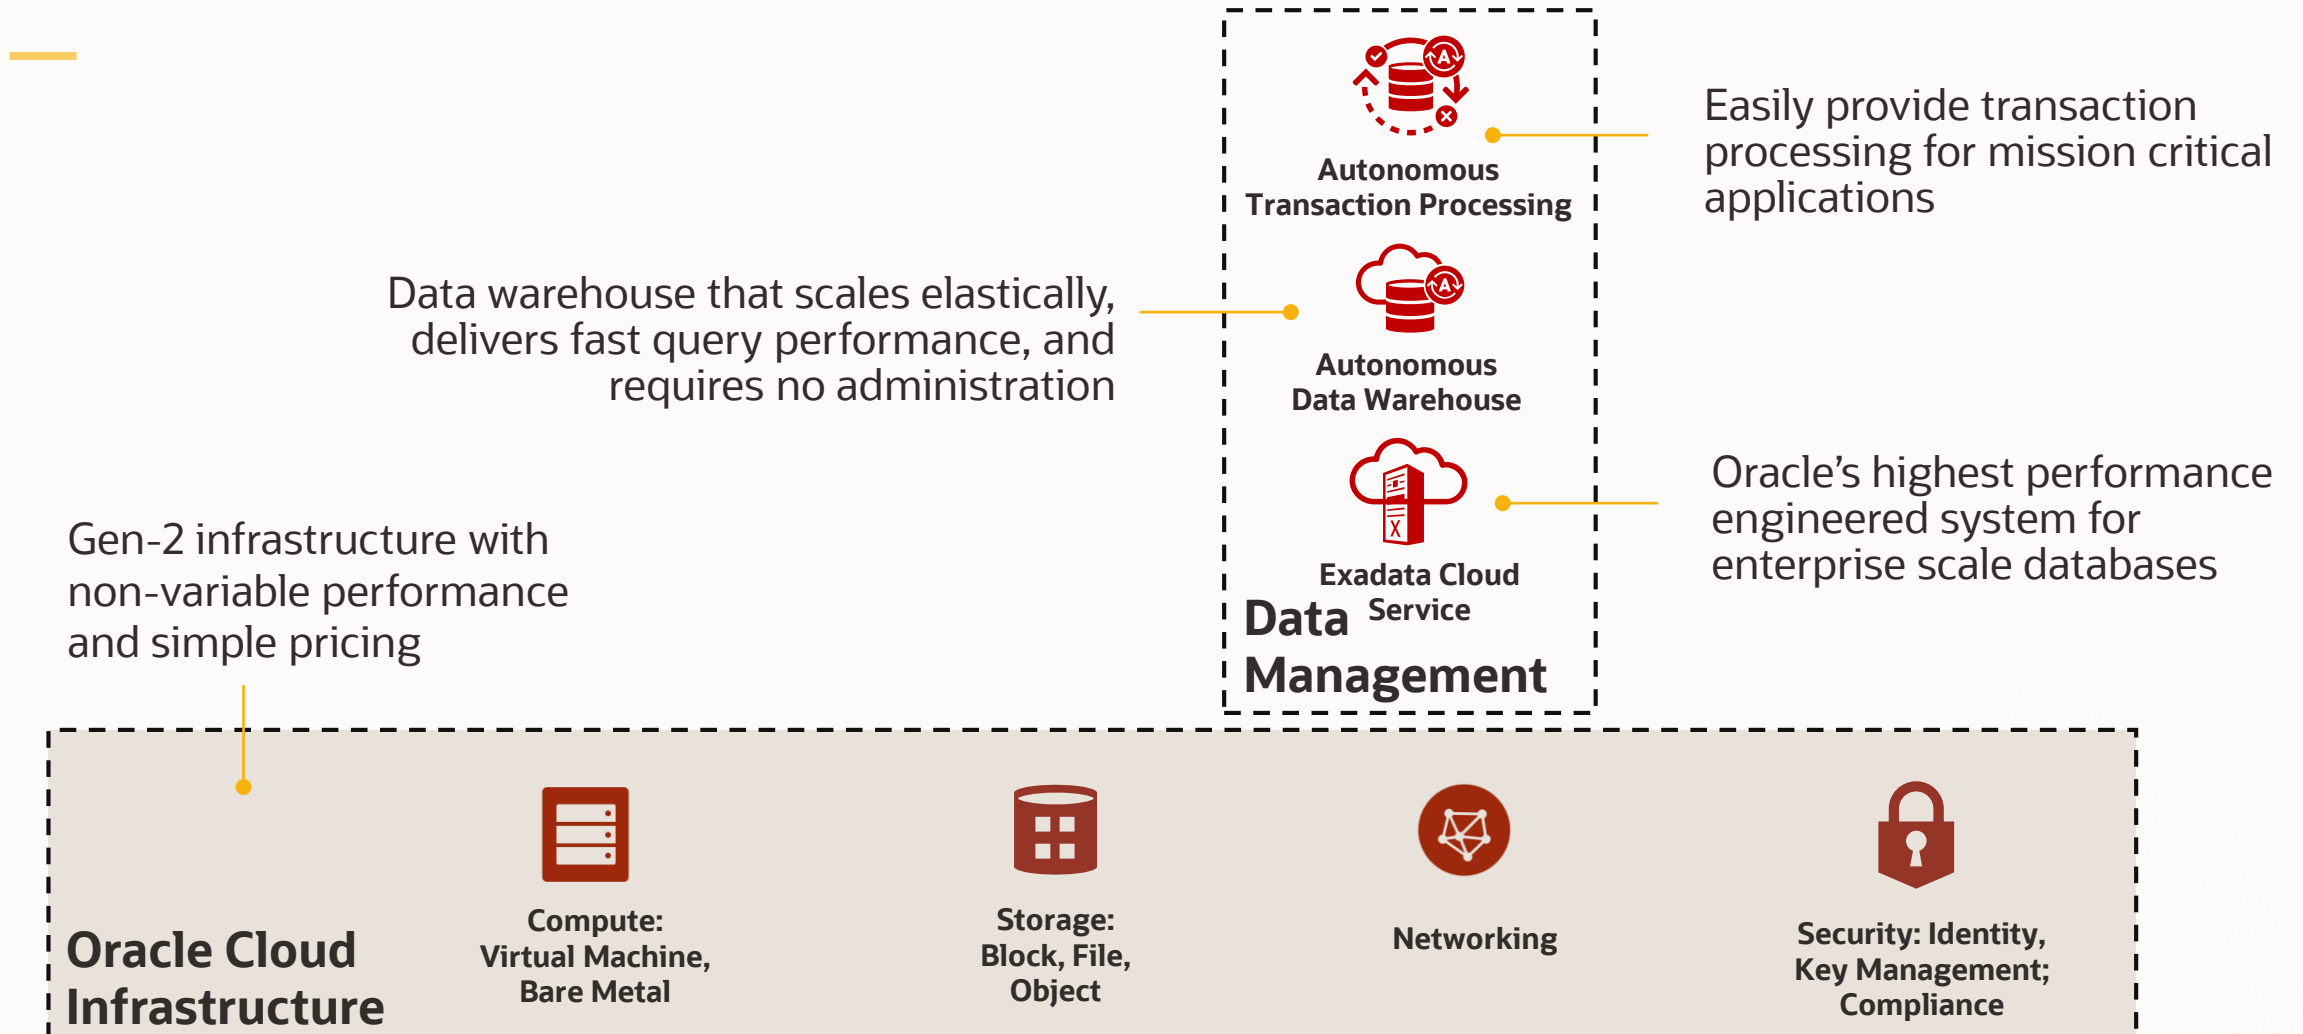 Autonomous
Transaction Processing
Easily provide transaction
processing for mission critical
applications
Data warehouse that scales elastically,
delivers fast query performance, and
requires no administration
Autonomous
Data Warehouse
Exadata Cloud
Service
Oracle’s highest performance
engineered system for
enterprise scale databases
Data
Management
Gen-2 infrastructure with
non-variable performance
and simple pricing
Oracle Cloud
Infrastructure
Compute:
Virtual Machine,
Bare Metal
Storage:
Block, File,
Object
Networking
Security: Identity,
Key Management;
Compliance